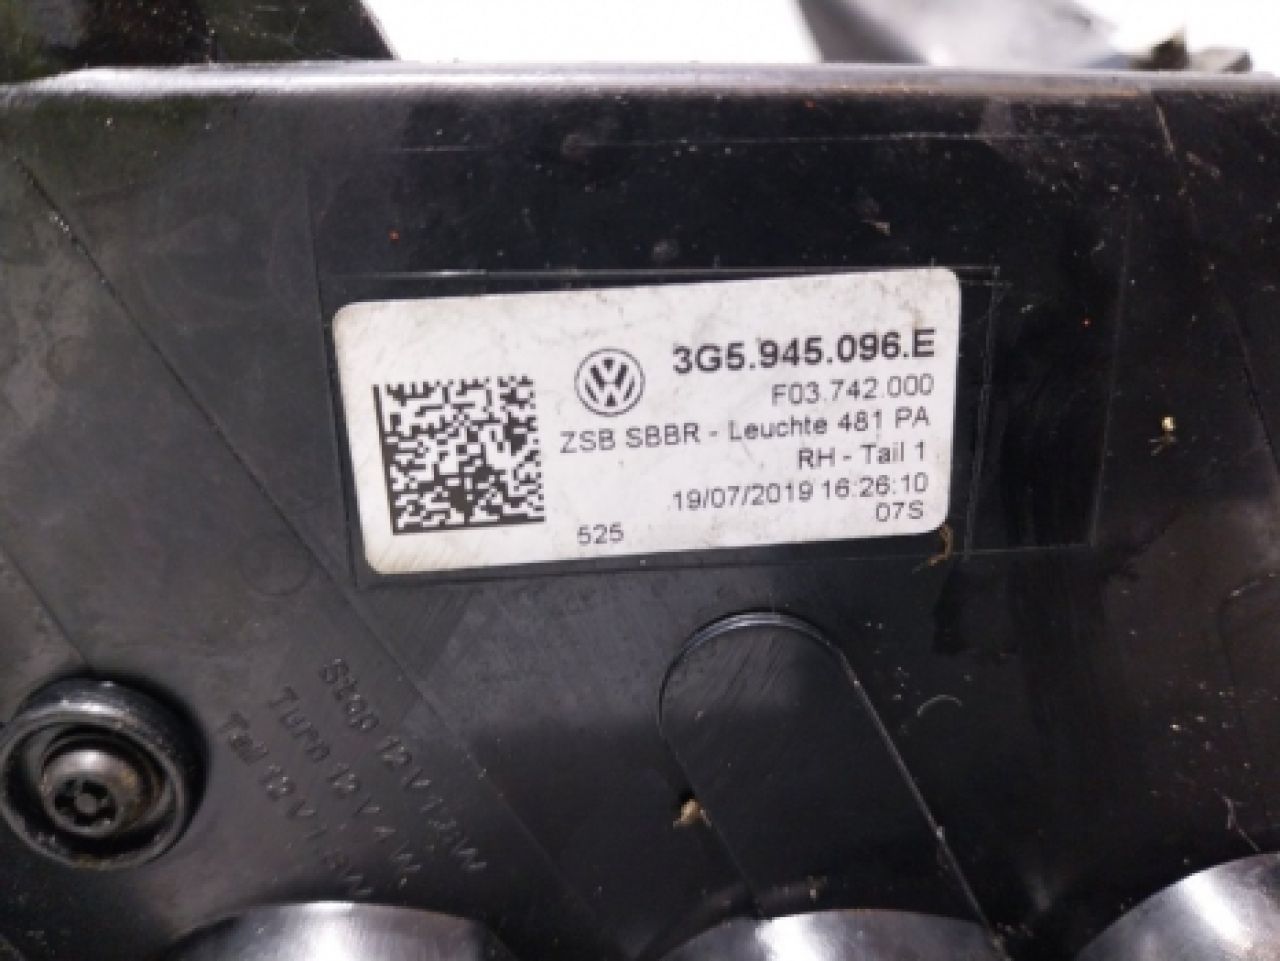 3G5.945.096.E
F03.742.000
ZSB SBBR - Leuchte 481 PA
RH - Tail 1
19/07/2019 16:26:10
07S
525
Stop 12 V
Turn 12 V 4 W
Tail 12 V